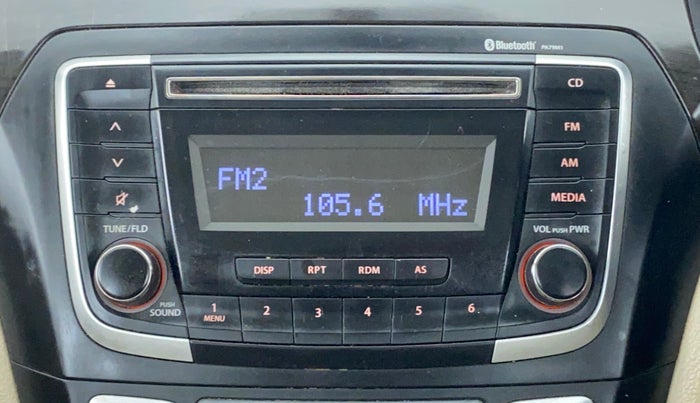 Bluetooth
CD
FM
AM
MEDIA
FM2
105.6 MHz
TUNE/FLD
VOL PUSH PWR
DISP RPT RDM AS
PUSH
SOUND
1 2 3 4 5 6
MENU